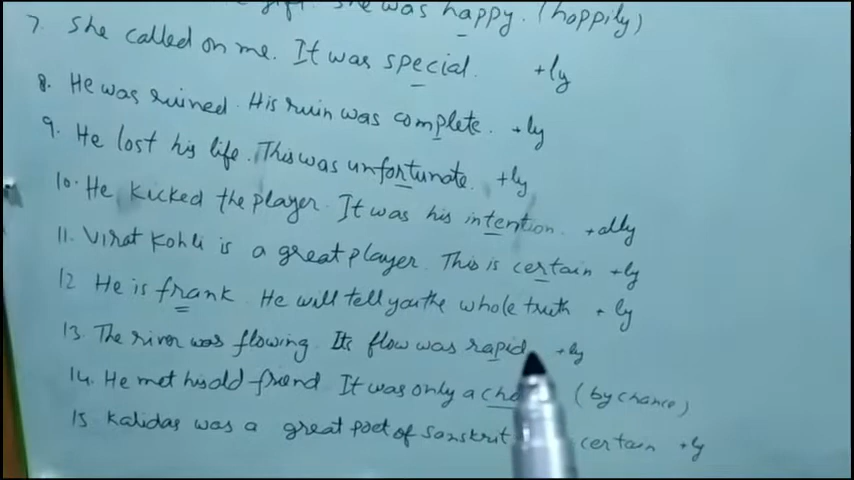 gift. She was happy. (happily)
7. She called on me. It was special. +ly
8. He was ruined. His ruin was complete. +ly
9. He lost his life. This was unfortunate. +ly
10. He kicked the player. It was his intention. +ally
11. Virat Kohli is a great player. This is certain +ly
12 He is frank. He will tell you the whole truth + ly
13. The river was flowing. Its flow was rapid +ly
14. He met his old friend. It was only a (by chance)
15 Kalidas was a great poet of Sanskrit certain +ly